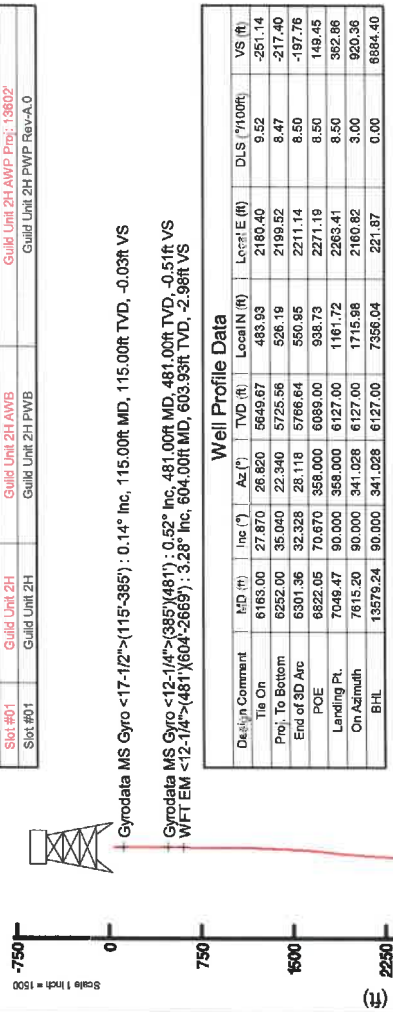 Slot #01 Guild Unit 2H Guild Unit 2H AWB Guild Unit 2H AWP Proj: 13602'
Slot #01 Guild Unit 2H Guild Unit 2H PWB Guild Unit 2H PWP Rev-A.0
Gyrodata MS Gyro <17-1/2">(115'-385') : 0.14° Inc, 115.00ft MD, 115.00ft TVD, -0.03ft VS
Gyrodata MS Gyro <12-1/4">(385')(481') : 0.52° Inc, 481.00ft MD, 481.00ft TVD, -0.51ft VS
WFT EM <12-1/4">(481')(604'-2669') : 3.28° Inc, 604.00ft MD, 603.93ft TVD, -2.98ft VS
Well Profile Data
Design Comment MD (ft) Inc (°) Az (°) TVD (ft) Local N (ft) Local E (ft) DLS (°/100ft) VS (ft)
Tie On 6163.00 27.870 26.820 5649.67 483.93 2180.40 9.52 -251.14
Proj. To Bottom 6252.00 35.040 22.340 5725.56 526.19 2199.52 8.47 -217.40
End of 3D Arc 6301.36 32.328 28.118 5766.64 550.95 2211.14 8.50 -197.76
POE 6822.05 70.670 358.000 6089.00 938.73 2271.19 8.50 149.45
Landing Pt. 7049.47 90.000 358.000 6127.00 1161.72 2263.41 8.50 362.86
On Azimuth 7615.20 90.000 341.028 6127.00 1715.98 2160.82 3.00 920.36
BHL 13579.24 90.000 341.028 6127.00 7356.04 221.87 0.00 6884.40
-750
0
750
1500
2250
Scale 1 inch = 1500
(ft)